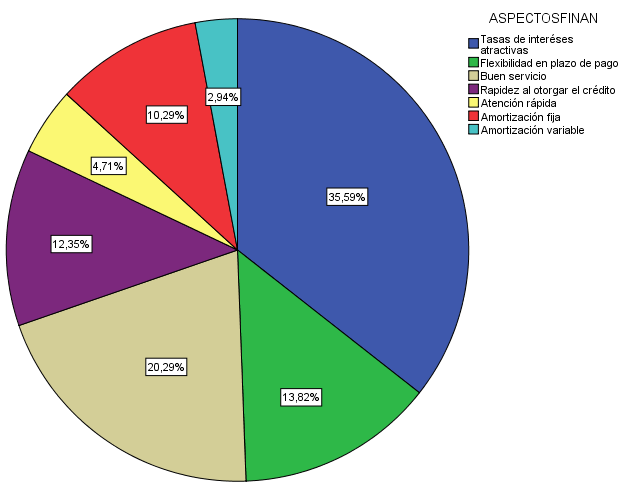 ASPECTOSFINAN
Tasas de interéses
atractivas
Flexibilidad en plazo de pago
Buen servicio
Rapidez al otorgar el crédito
Atención rápida
Amortización fija
Amortización variable
2,94%
10,29%
4,71%
35,59%
12,35%
20,29%
13,82%